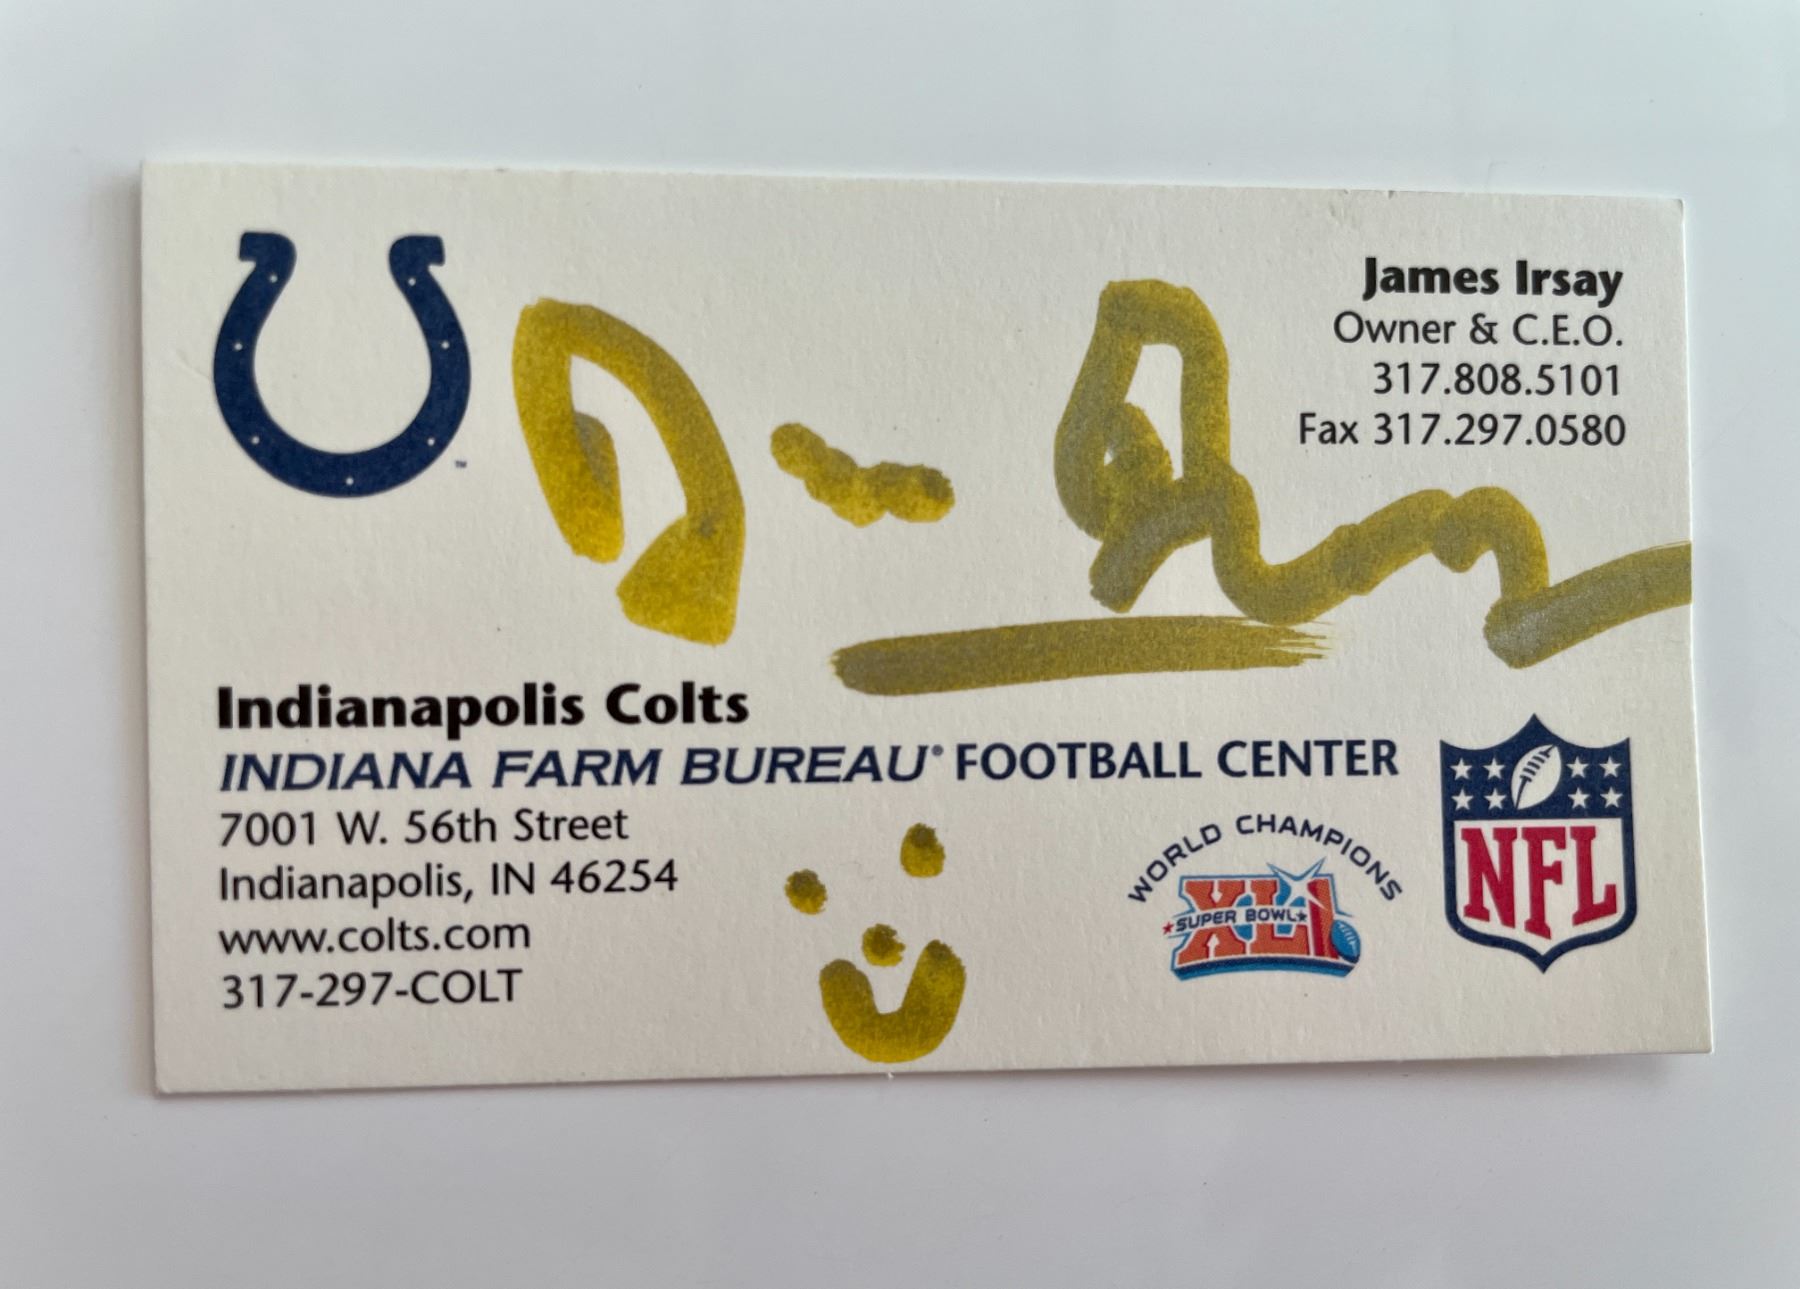 James Irsay
Owner & C.E.O.
317.808.5101
Fax 317.297.0580
™
Indianapolis Colts
INDIANA FARM BUREAU® FOOTBALL CENTER
7001 W. 56th Street
Indianapolis, IN 46254
www.colts.com
317-297-COLT
WORLD CHAMPIONS
XLI
SUPER BOWL
NFL